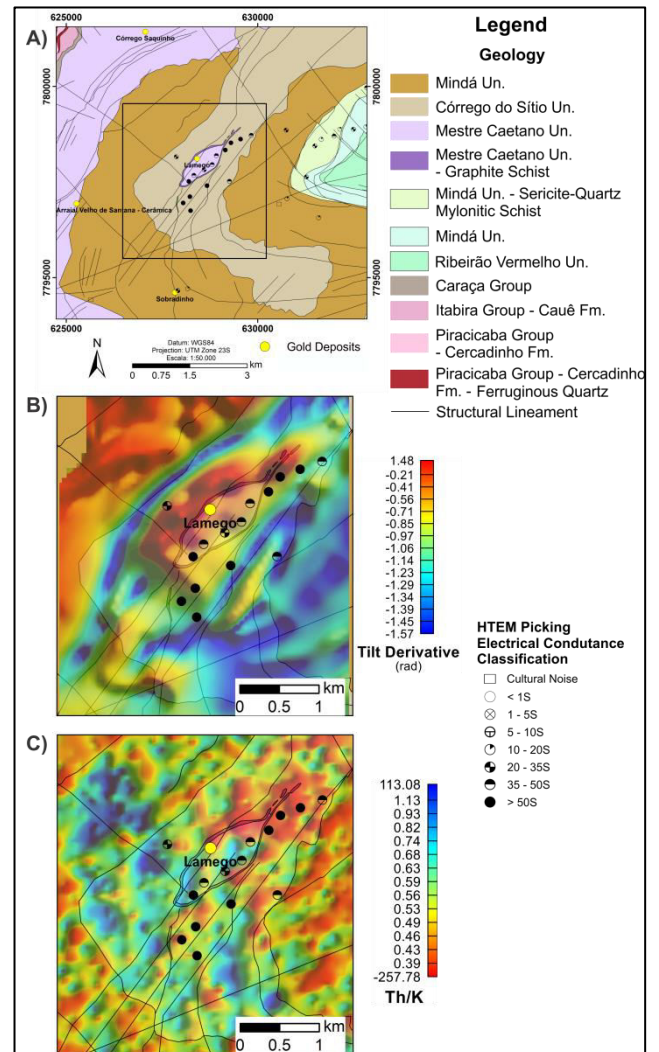 A)
625000
630000
Córrego Saquinho
7800000
Lamego
Arraial Velho de Santana - Cerâmica
7795000
Sobradinho
625000
630000
N
Datum: WGS84
Projection: UTM Zone 23S
Escala: 1:50.000
Gold Deposits
km
0 0.75 1.5 3
Legend
Geology
Mindá Un.
Córrego do Sítio Un.
Mestre Caetano Un.
Mestre Caetano Un.
- Graphite Schist
Mindá Un. - Sericite-Quartz
Mylonitic Schist
Mindá Un.
Ribeirão Vermelho Un.
Caraça Group
Itabira Group - Cauê Fm.
Piracicaba Group
- Cercadinho Fm.
Piracicaba Group - Cercadinho
Fm. - Ferruginous Quartz
Structural Lineament
B)
Lamego
km
0 0.5 1
1.48
-0.21
-0.41
-0.56
-0.71
-0.85
-0.97
-1.06
-1.14
-1.23
-1.29
-1.34
-1.39
-1.45
-1.57
Tilt Derivative
(rad)
HTEM Picking
Electrical Condutance
Classification
Cultural Noise
< 1S
1 - 5S
5 - 10S
10 - 20S
20 - 35S
35 - 50S
> 50S
C)
Lamego
km
0 0.5 1
113.08
1.13
0.93
0.82
0.74
0.68
0.63
0.59
0.56
0.53
0.49
0.46
0.43
0.39
-257.78
Th/K